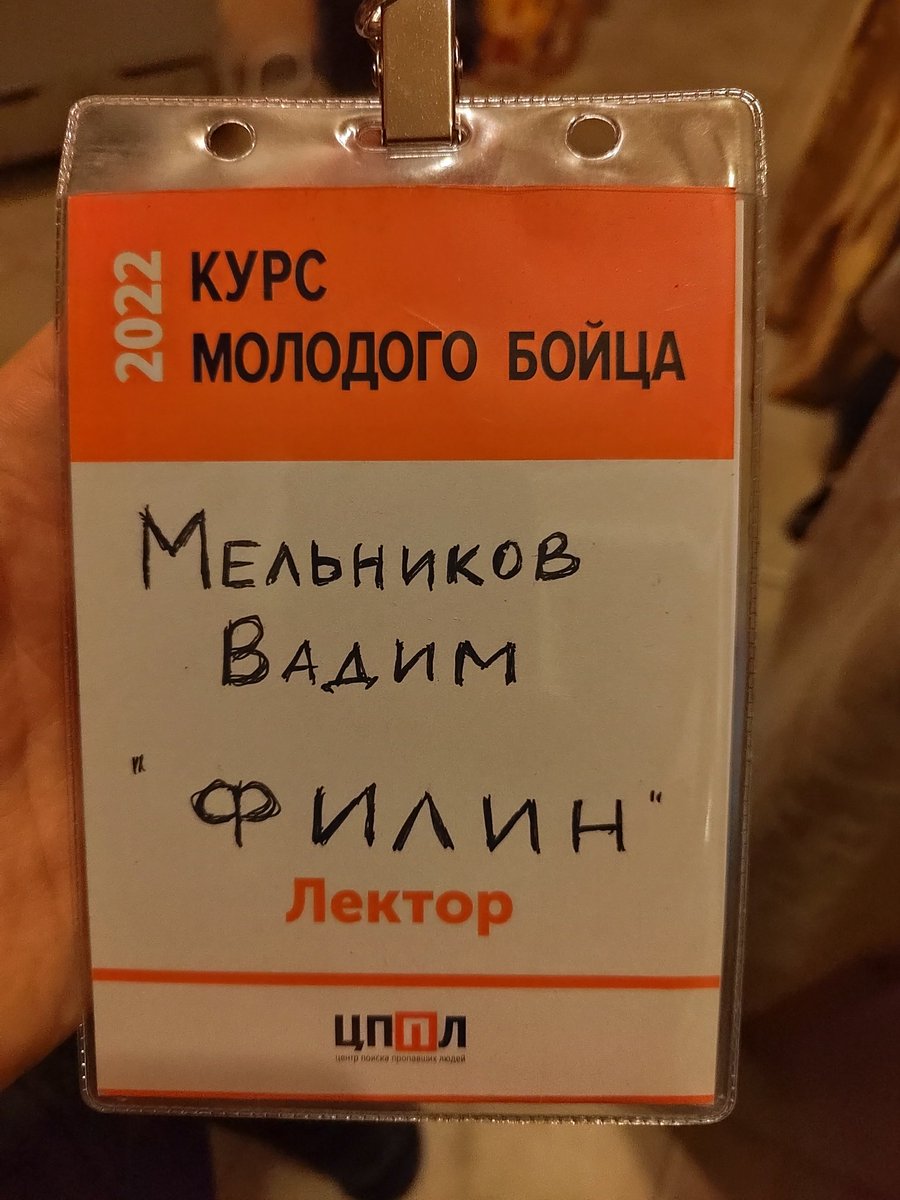 2022
КУРС
МОЛОДОГО БОЙЦА
МЕЛЬНИКОВ
ВАДИМ
"ФИЛИН"
Лектор
ЦППЛ
центр поиска пропавших людей